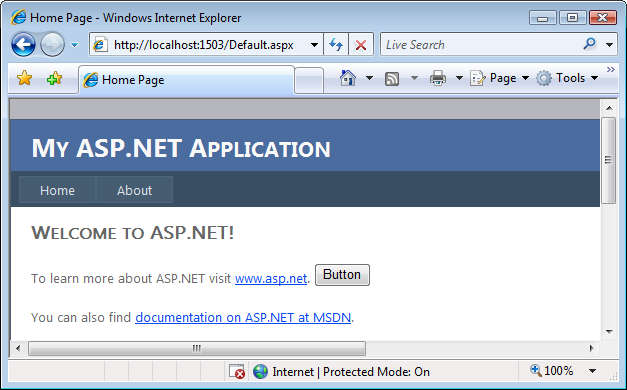 Home Page - Windows Internet Explorer
http://localhost:1503/Default.aspx
Live Search
Home Page
Page
Tools
My ASP.NET Application
Home
About
Welcome to ASP.NET!
To learn more about ASP.NET visit www.asp.net. Button
You can also find documentation on ASP.NET at MSDN.
Internet | Protected Mode: On
100%